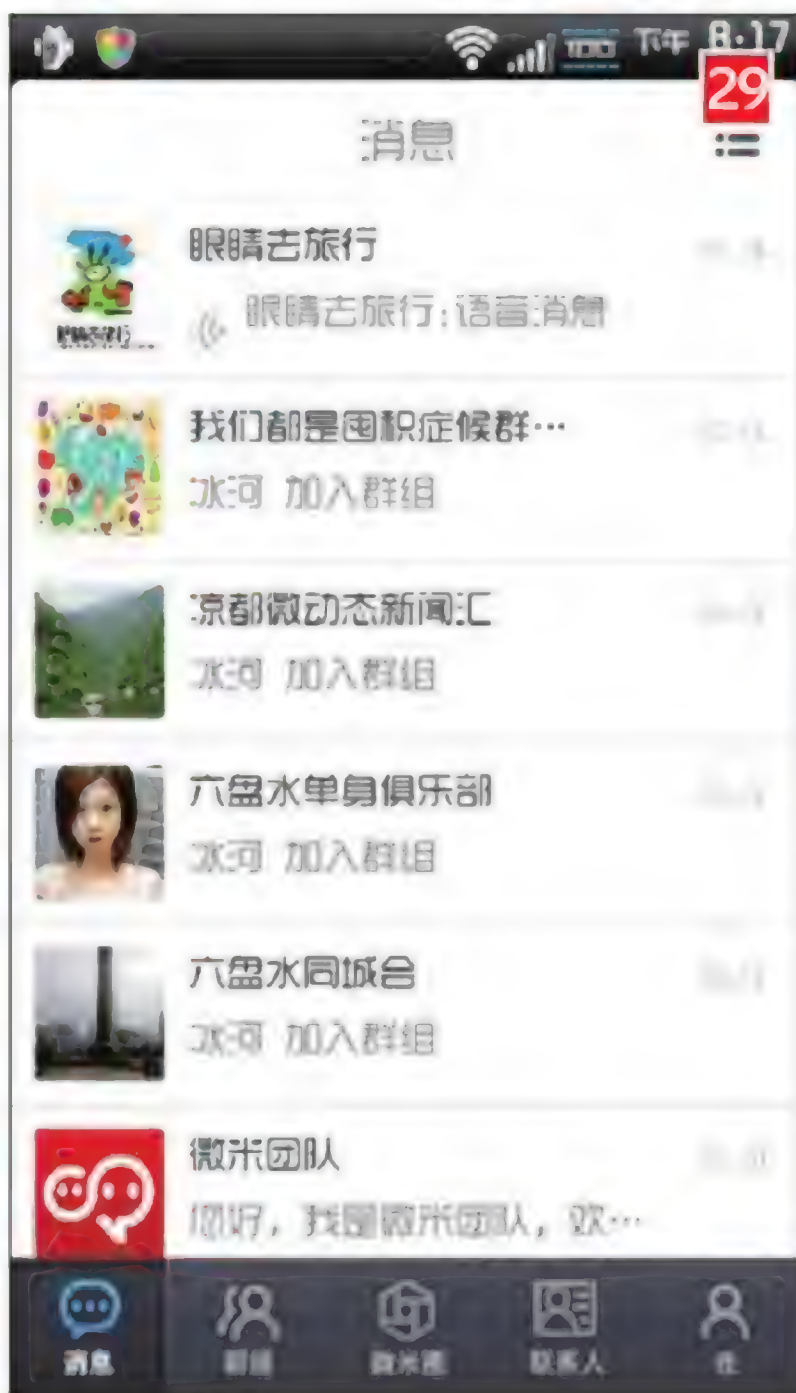 下午 8:17
29
消息
眼睛去旅行
眼睛去旅行:语音消息
我们都是囤积症候群…
冰河 加入群组
凉都微动态新闻汇
冰河 加入群组
六盘水单身俱乐部
冰河 加入群组
六盘水同城会
冰河 加入群组
微米团队
您好，我是微米团队，欢…
消息 群组 微米圈 联系人 我